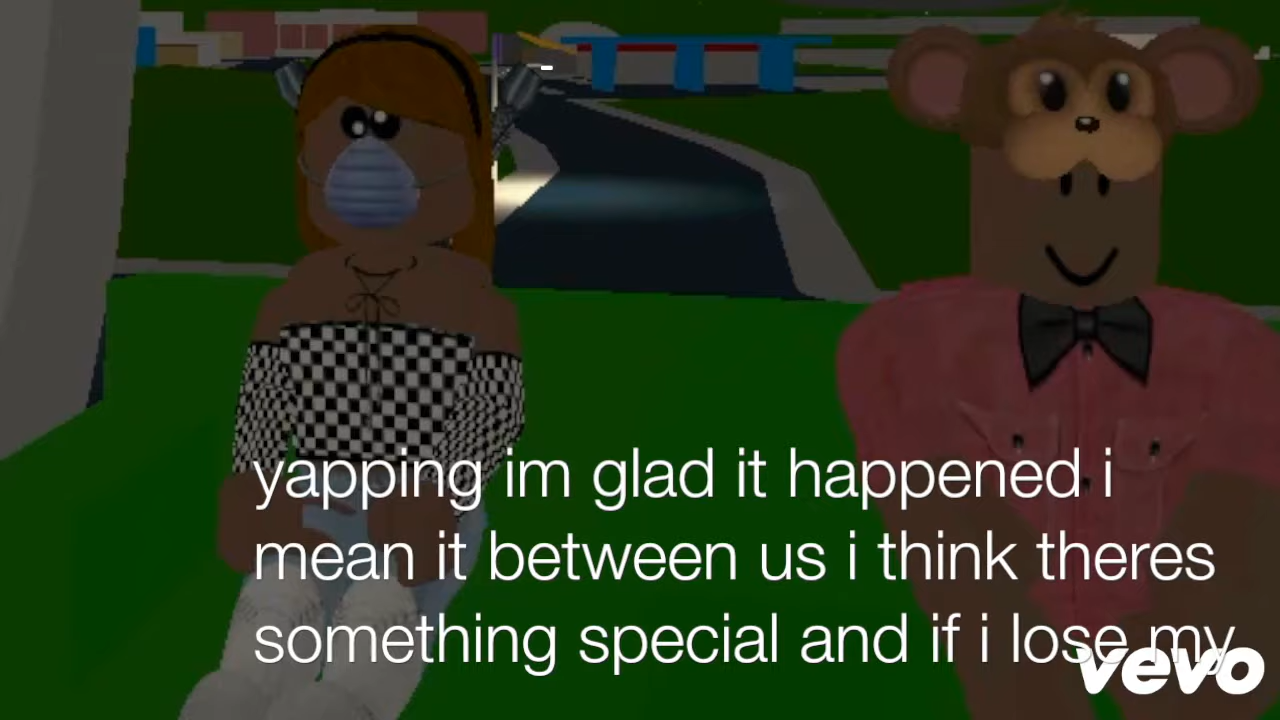 yapping im glad it happened i
mean it between us i think theres
something special and if i lose my
vevo